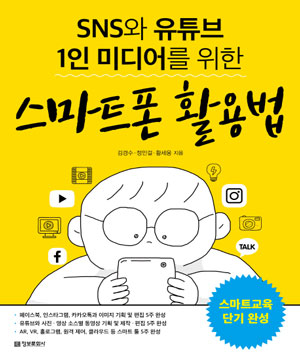 SNS와 유튜브
1인 미디어를 위한
스마트폰 활용법
김경수·정인걸·황세웅 지음
TALK
스마트교육
단기 완성
• 페이스북, 인스타그램, 카카오톡과 이미지 기획 및 편집 5주 완성
• 유튜브와 사진·영상 소스별 동영상 기획 및 제작·편집 5주 완성
• AR, VR, 홀로그램, 원격 제어, 클라우드 등 스마트 툴 5주 완성
정보문화사